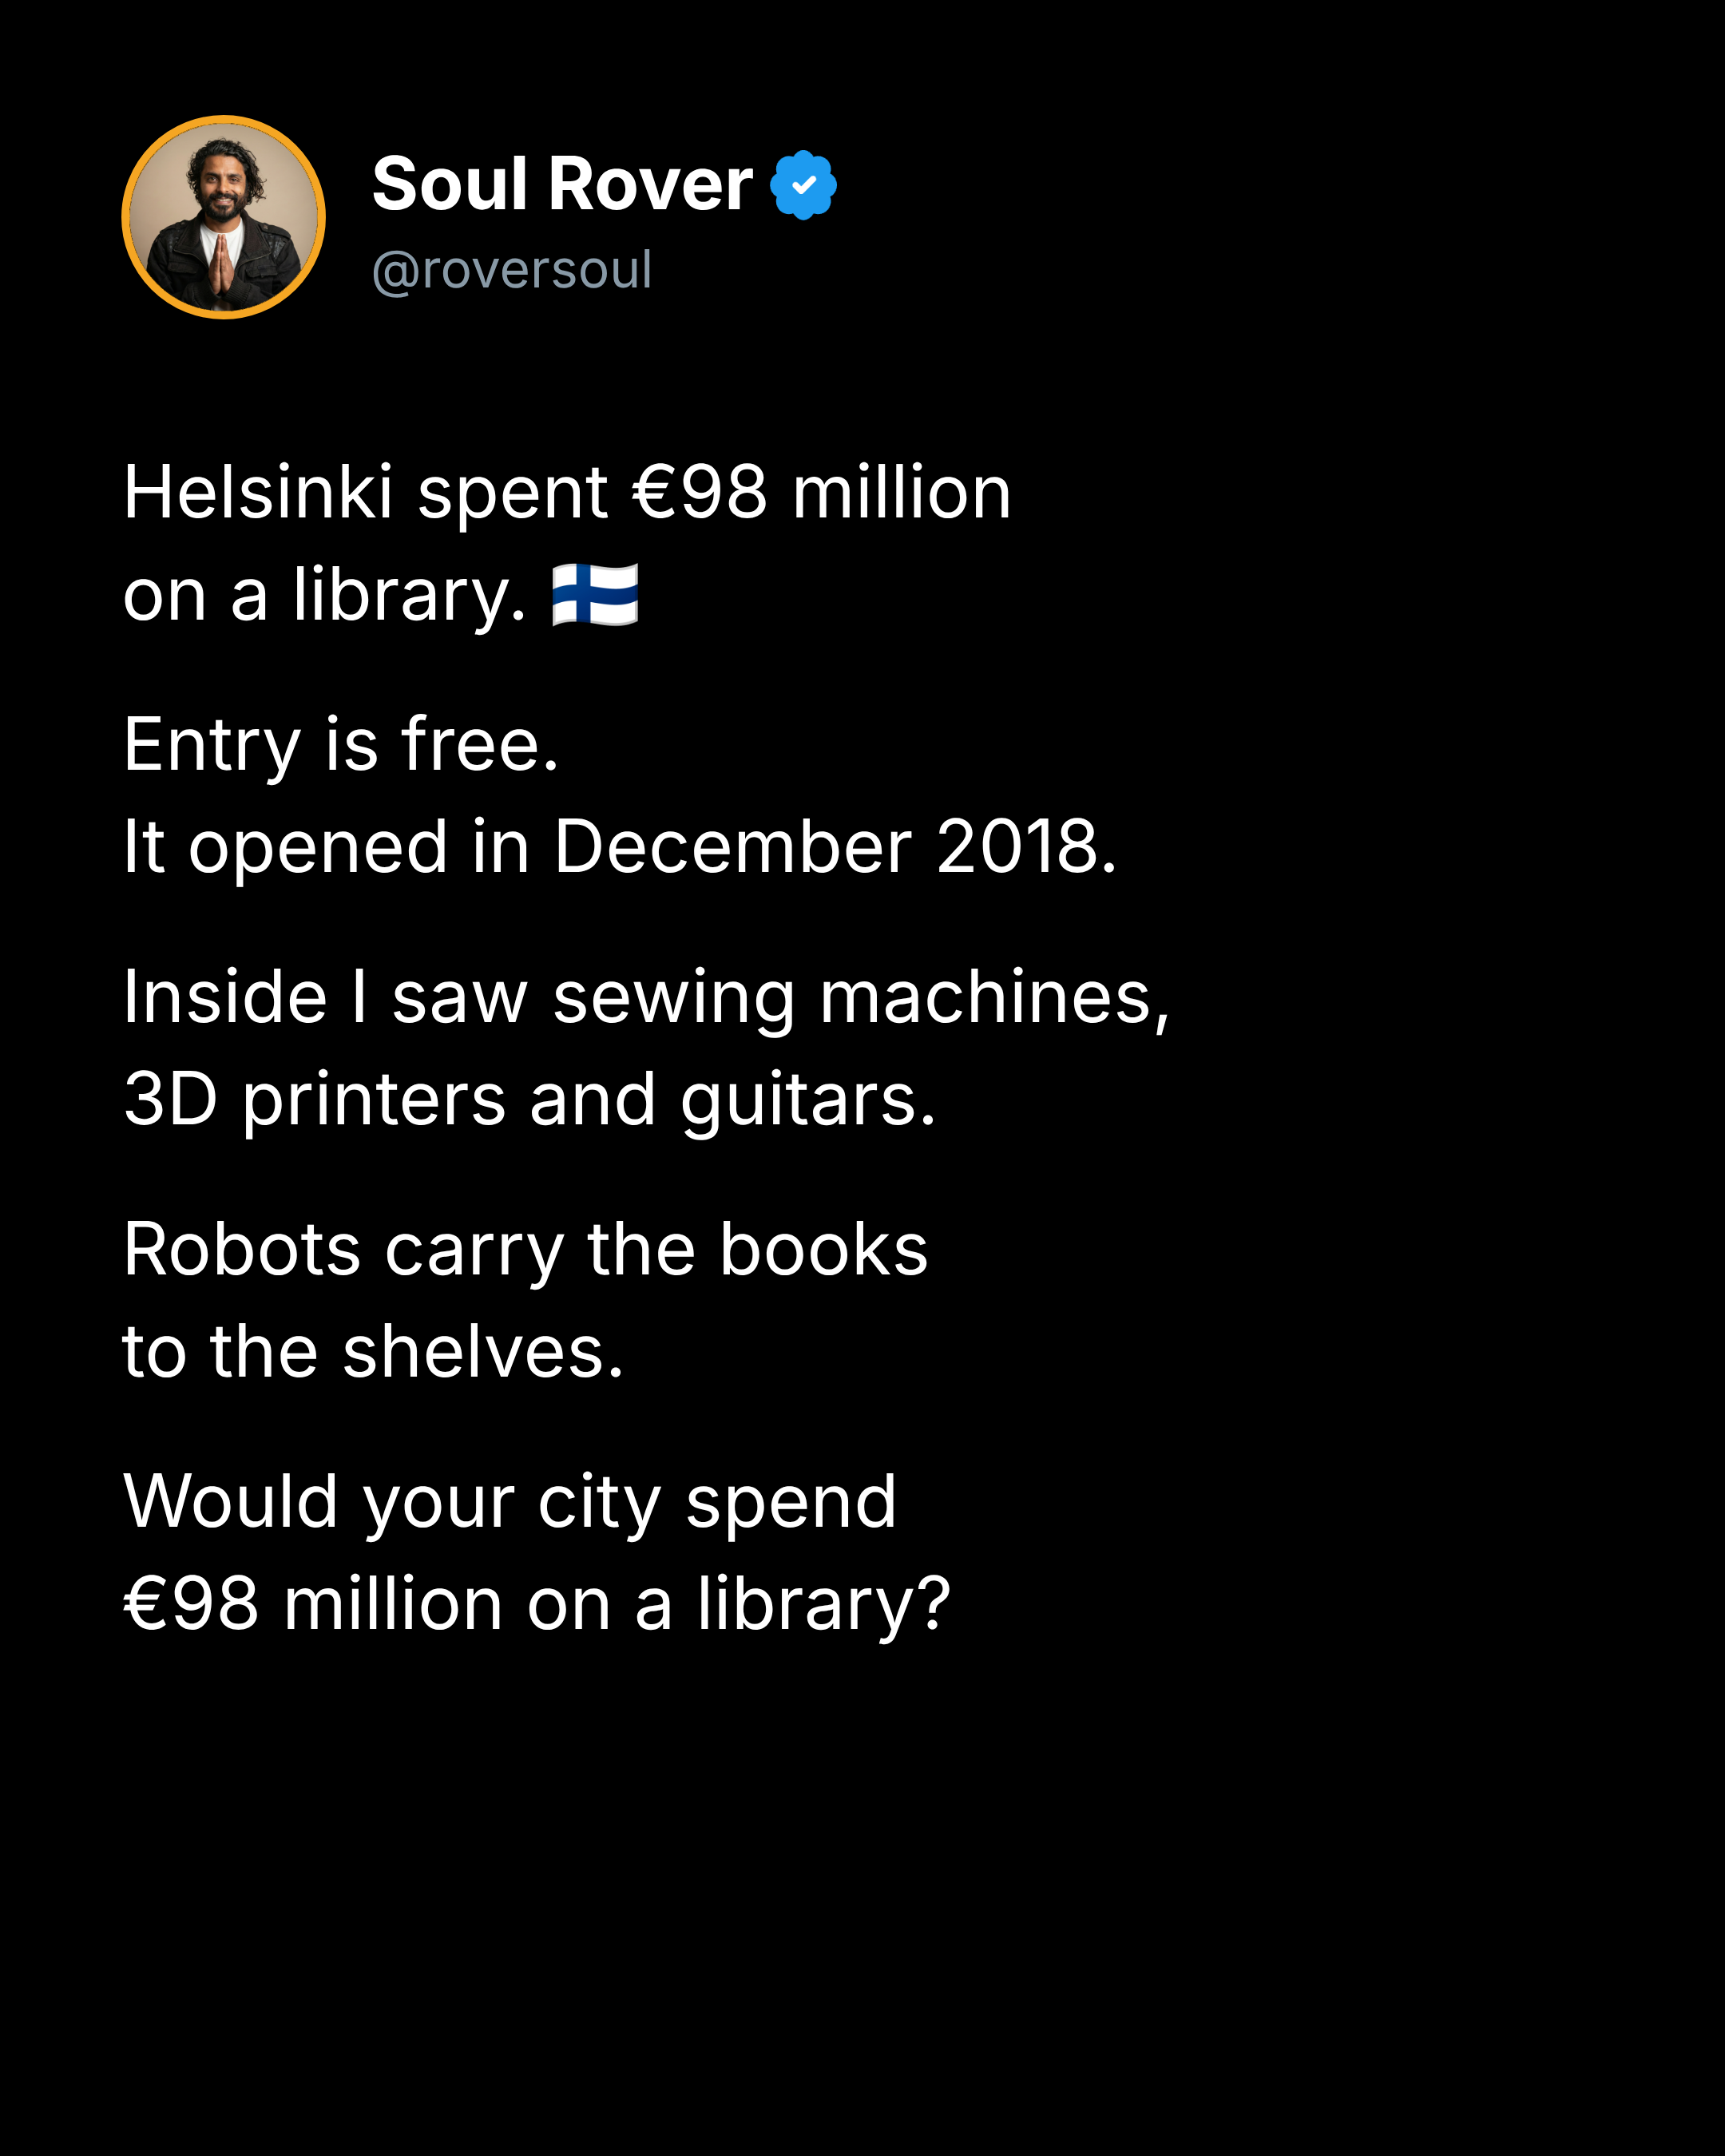 Soul Rover
@roversoul
Helsinki spent €98 million
on a library. 🇫🇮
Entry is free.
It opened in December 2018.
Inside I saw sewing machines,
3D printers and guitars.
Robots carry the books
to the shelves.
Would your city spend
€98 million on a library?